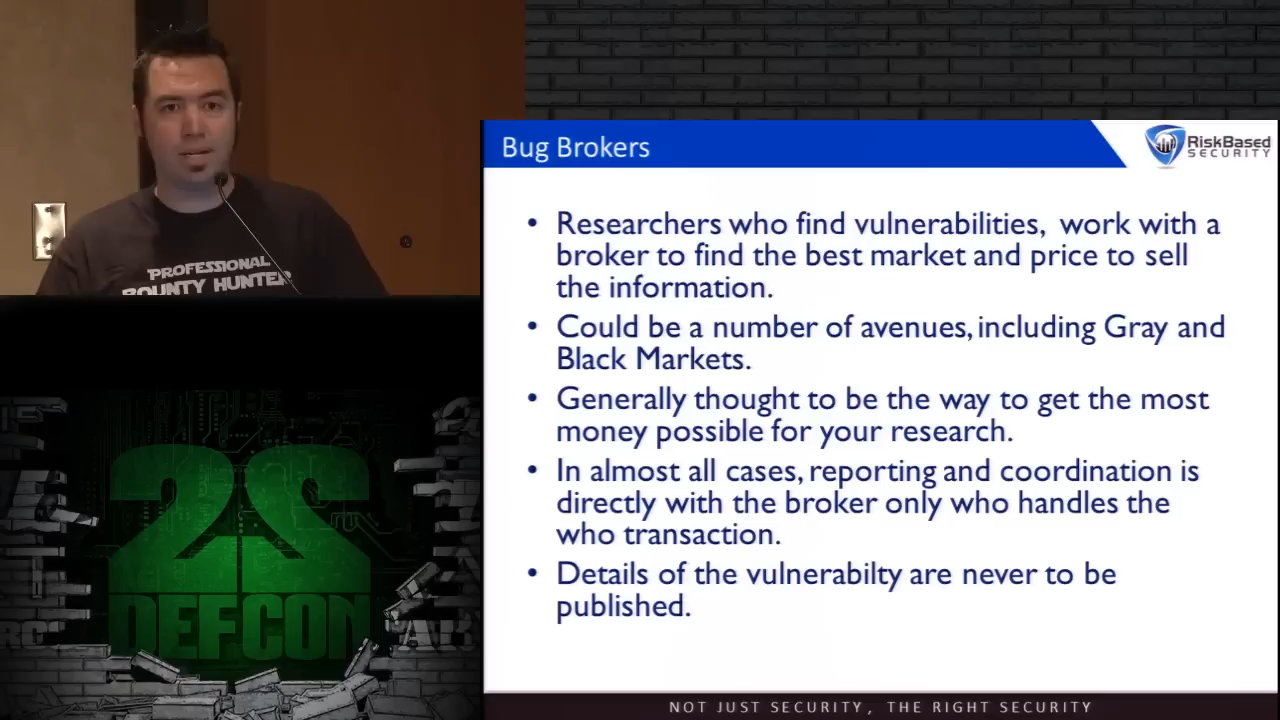 PROFESSIONAL
BOUNTY HUNTER
Bug Brokers
RiskBased
SECURITY
• Researchers who find vulnerabilities, work with a
broker to find the best market and price to sell
the information.
• Could be a number of avenues, including Gray and
Black Markets.
• Generally thought to be the way to get the most
money possible for your research.
• In almost all cases, reporting and coordination is
directly with the broker only who handles the
who transaction.
• Details of the vulnerabilty are never to be
published.
22
DEFCON
NOT JUST SECURITY, THE RIGHT SECURITY